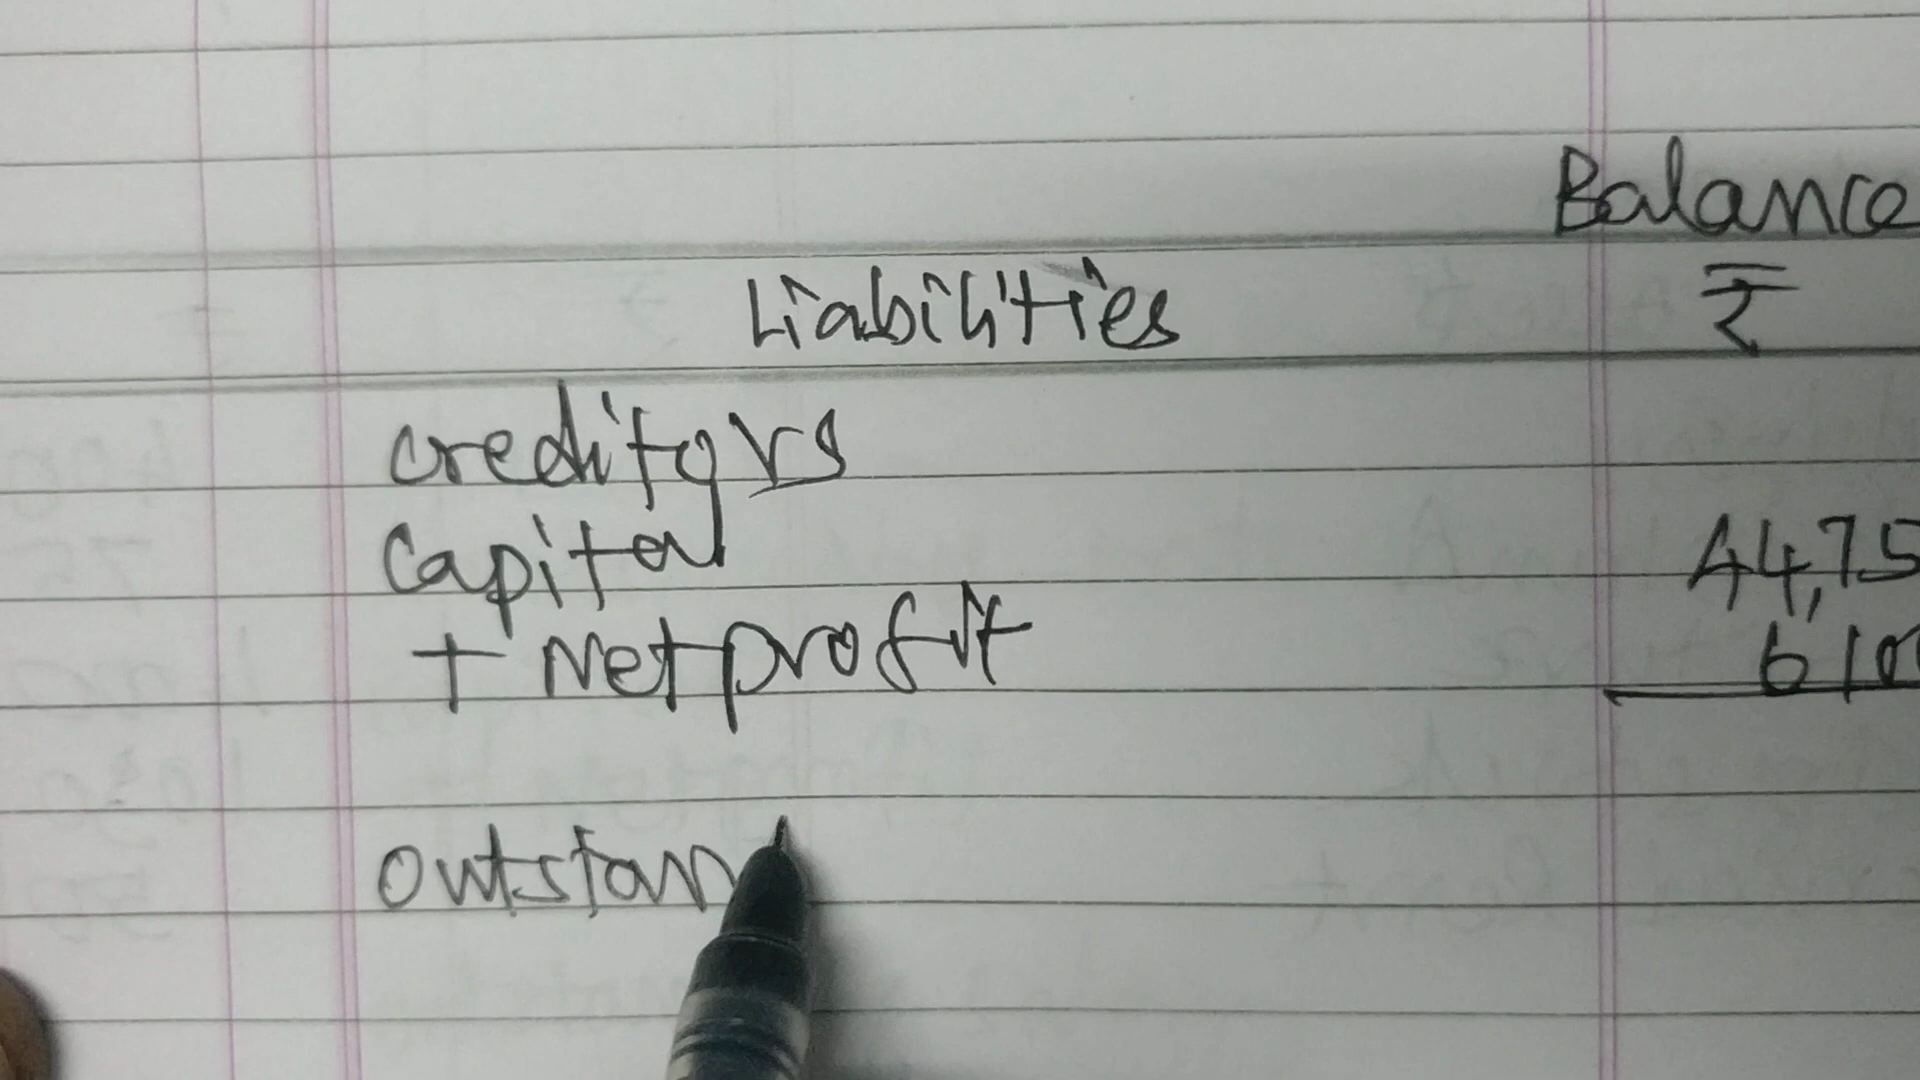 Balance
Liabilities ₹
creditors
Capital 44,75
+ Net profit 610
outstan